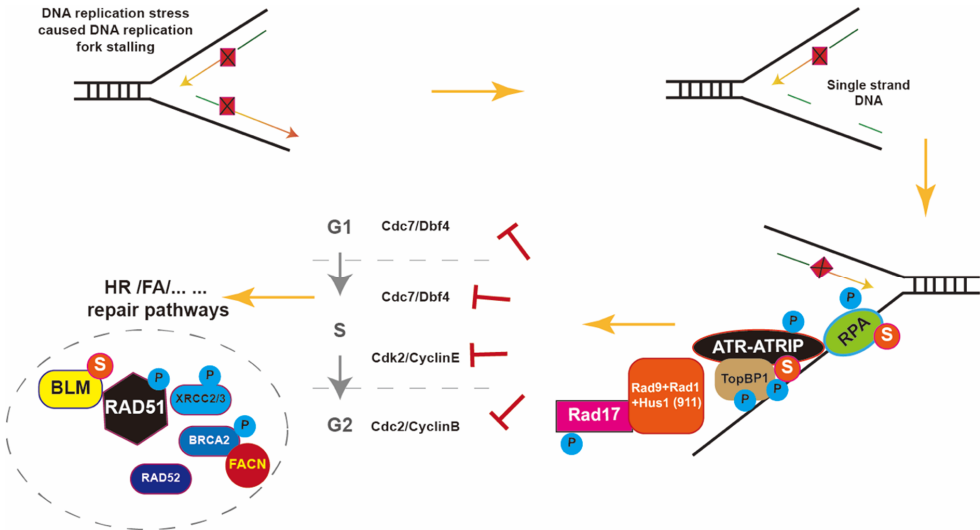 DNA replication stress
caused DNA replication
fork stalling
Single strand
DNA
G1
Cdc7/Dbf4
Cdc7/Dbf4
S
Cdk2/CyclinE
G2
Cdc2/CyclinB
HR /FA/... ...
repair pathways
BLM
S
RAD51
P
XRCC2/3
P
BRCA2
P
FACN
RAD52
P
RPA
S
P
ATR-ATRIP
S
TopBP1
P
P
Rad9+Rad1
+Hus1 (911)
Rad17
P